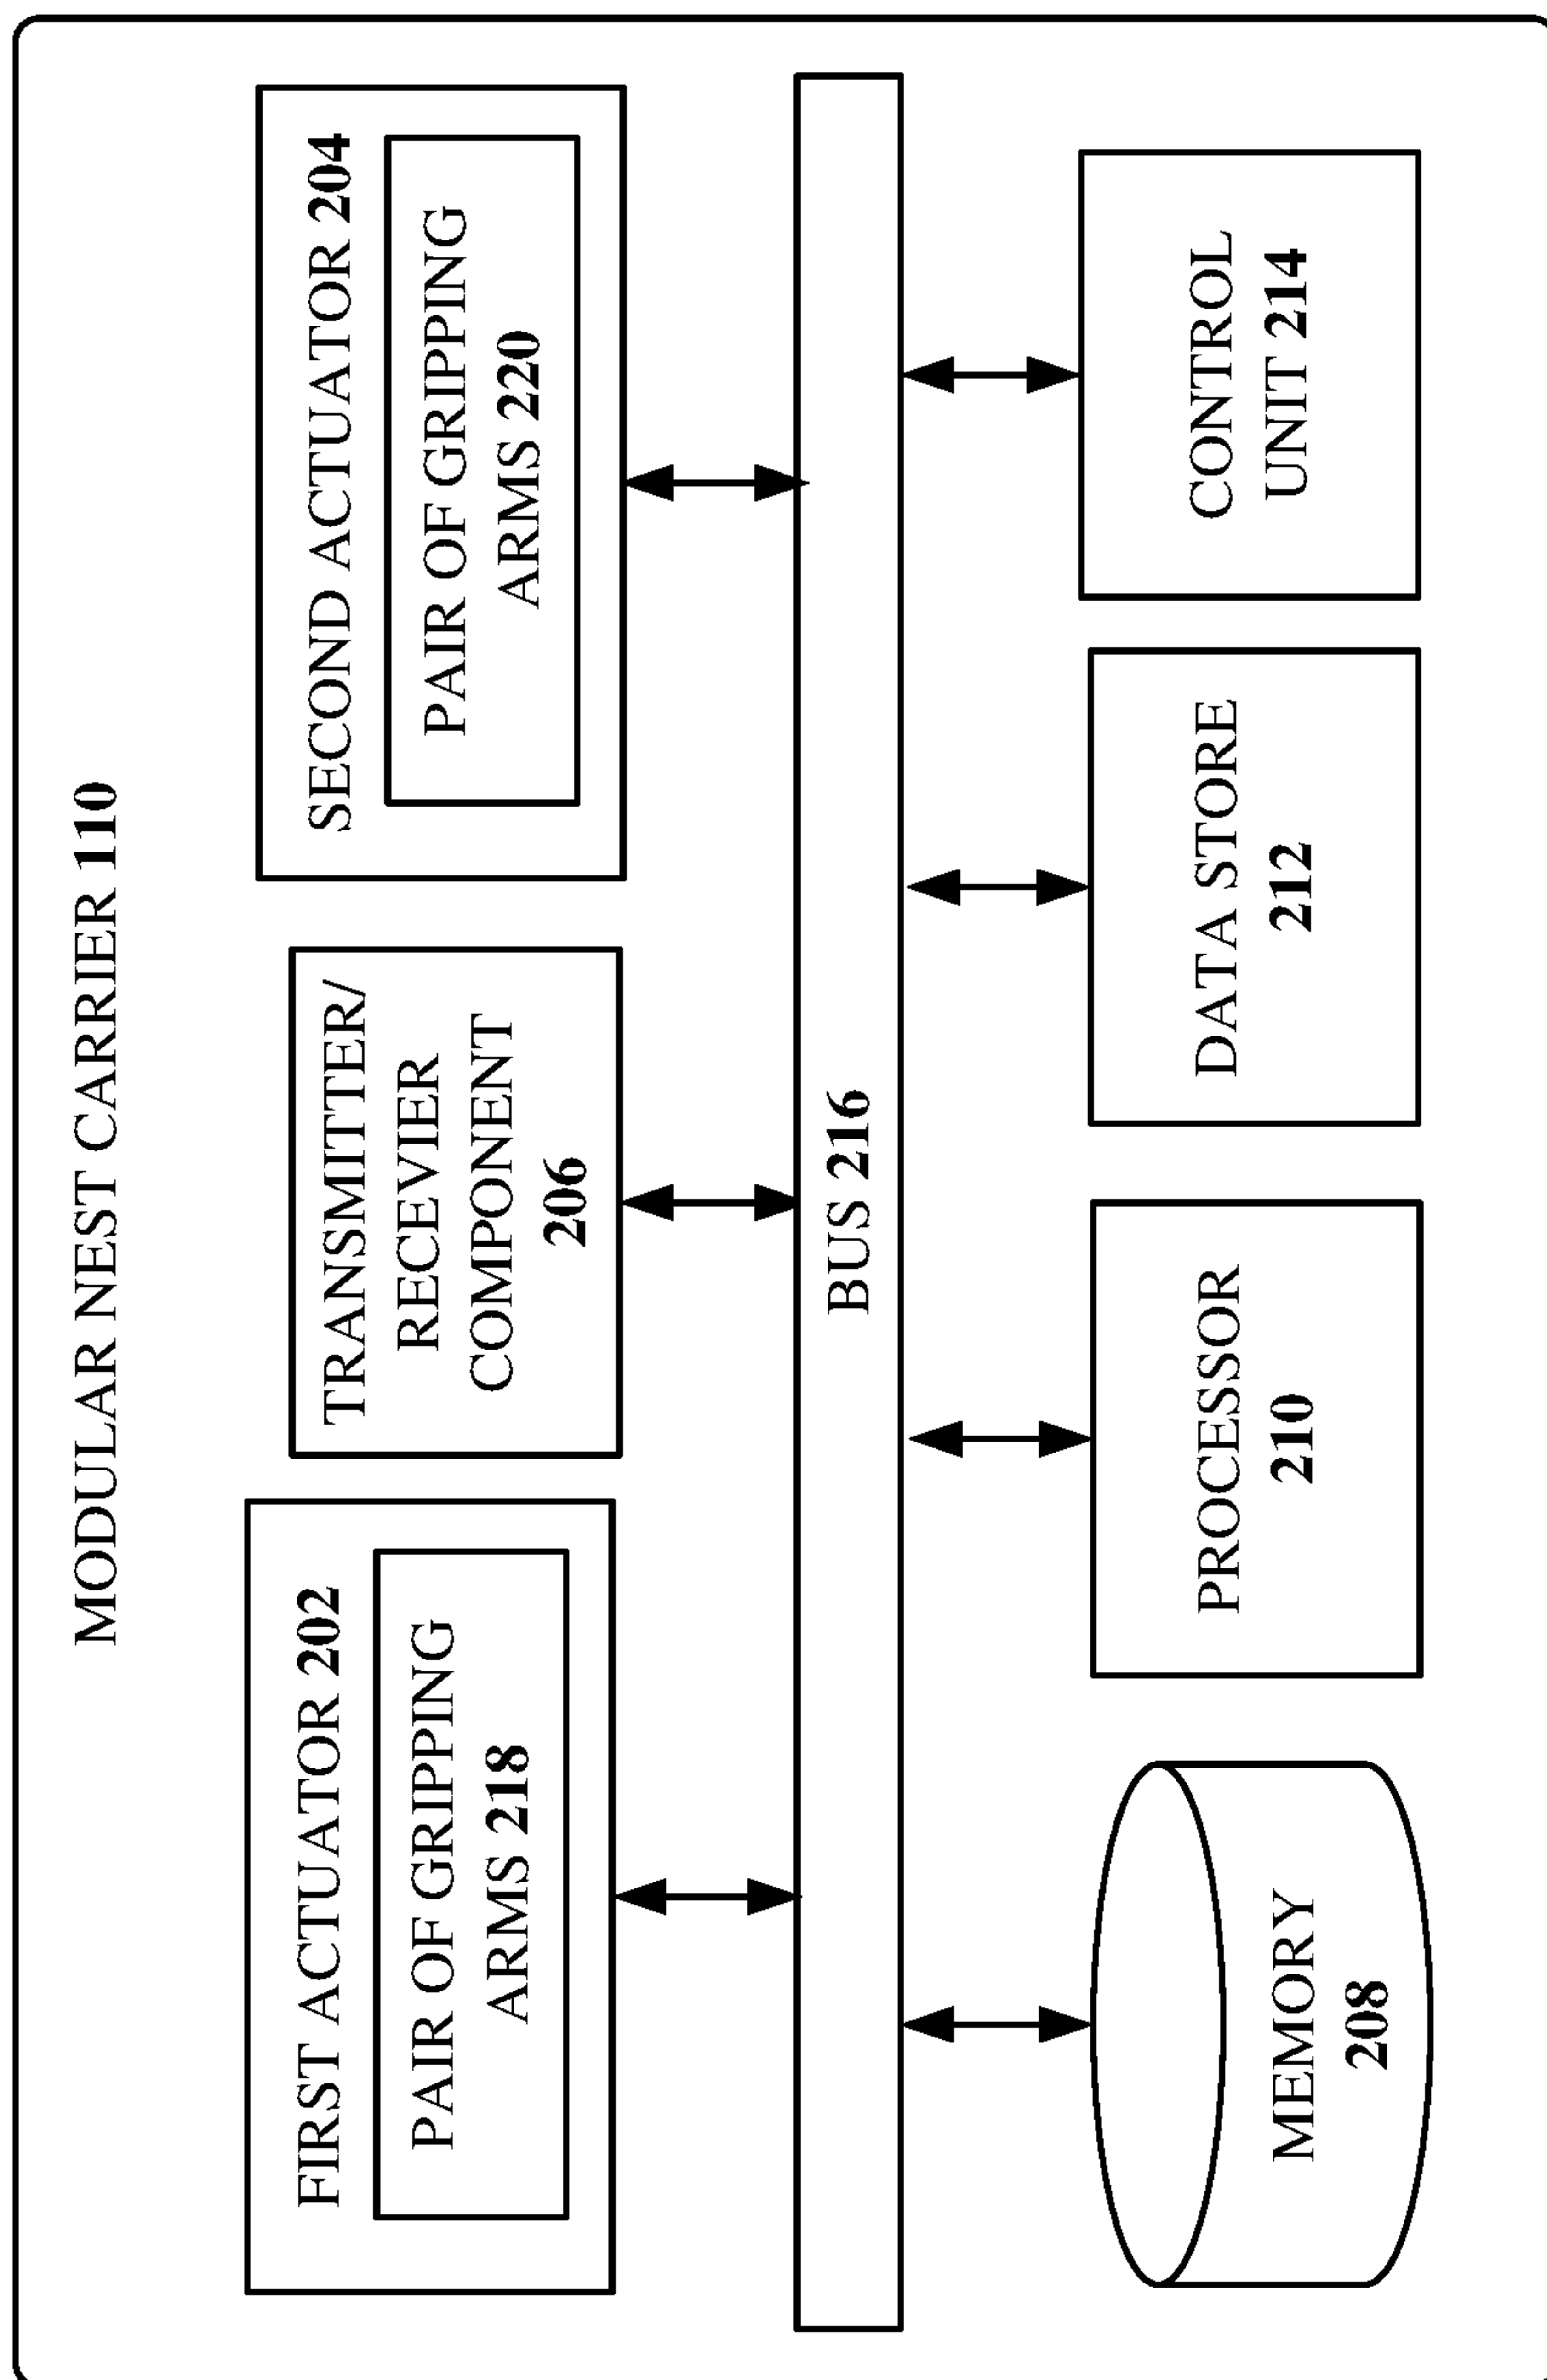 MODULAR NEST CARRIER 110
FIRST ACTUATOR 202
PAIR OF GRIPPING
ARMS 218
TRANSMITTER/
RECEVIER
COMPONENT
206
SECOND ACTUATOR 204
PAIR OF GRIPPING
ARMS 220
BUS 216
MEMORY
208
PROCESSOR
210
DATA STORE
212
CONTROL
UNIT 214